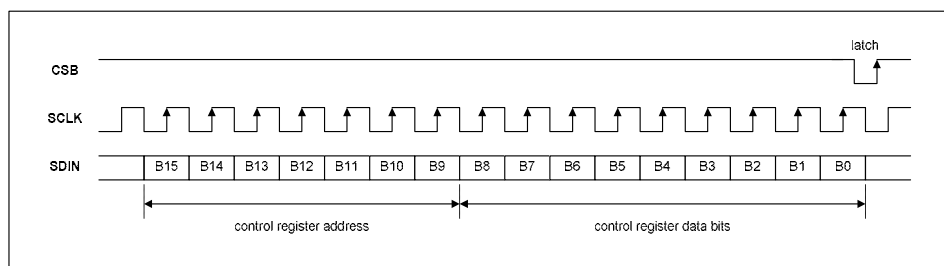 latch
CSB
SCLK
SDIN B15 B14 B13 B12 B11 B10 B9 B8 B7 B6 B5 B4 B3 B2 B1 B0
control register address control register data bits